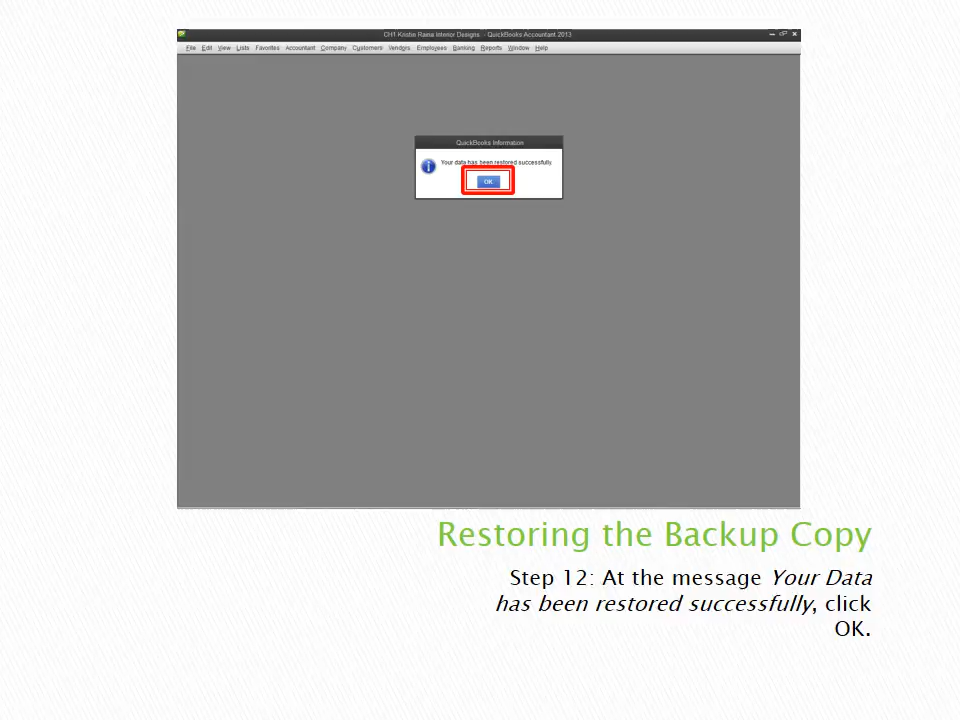 CH1 Kristin Raina Interior Designs - QuickBooks Accountant 2013
File Edit View Lists Favorites Accountant Company Customers Vendors Employees Banking Reports Window Help
QuickBooks Information
Your data has been restored successfully.
OK
Restoring the Backup Copy
Step 12: At the message Your Data
has been restored successfully, click
OK.